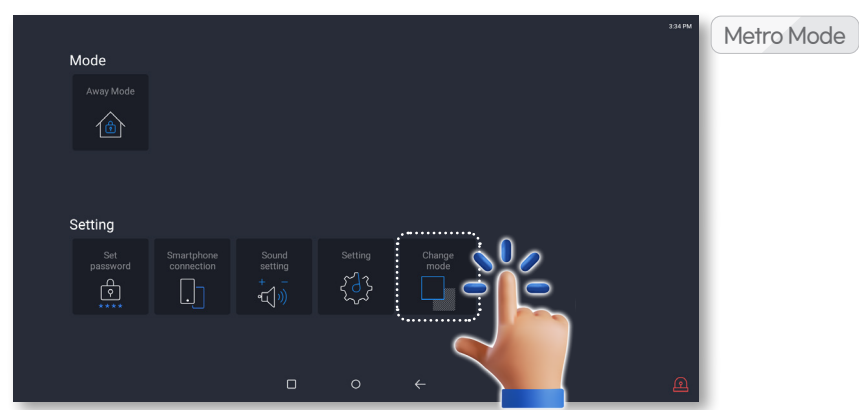 3:34 PM
Metro Mode
Mode
Away Mode
Setting
Set
password
Smartphone
connection
Sound
setting
Setting
Change
mode